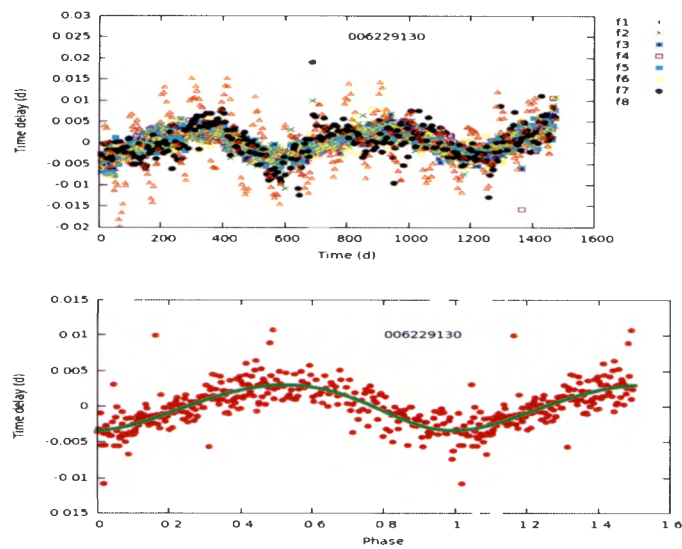 0.03
0 025
0 02
0.015
0 01
0.005
0
-0 005
-0 01
-0 015
-0 02
Time delay (d)
006229130
f1
f2
f3
f4
f5
f6
f7
f8
0 200 400 600 800 1000 1200 1400 1600
Time (d)
0 015
0 01
0 005
0
-0.005
-0 01
0 015
Time delay (d)
006229130
0 0 2 0 4 0 6 0 8 1 1 2 1 4 1 6
Phase